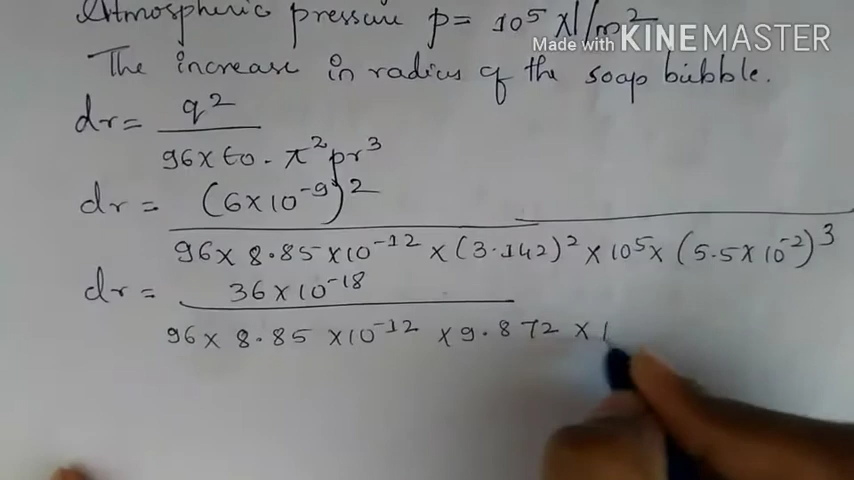 Atmospheric pressure p = 10⁵ N/m²
Made with KINEMASTER
The increase in radius of the soap bubble.
dr = q²
96 × ε0 . π² pr³
dr = (6×10⁻⁹)²
96 × 8.85 × 10⁻¹² × (3.142)² × 10⁵ × (5.5 × 10⁻²)³
dr = 36 × 10⁻¹⁸
96 × 8.85 × 10⁻¹² × 9.872 × 1